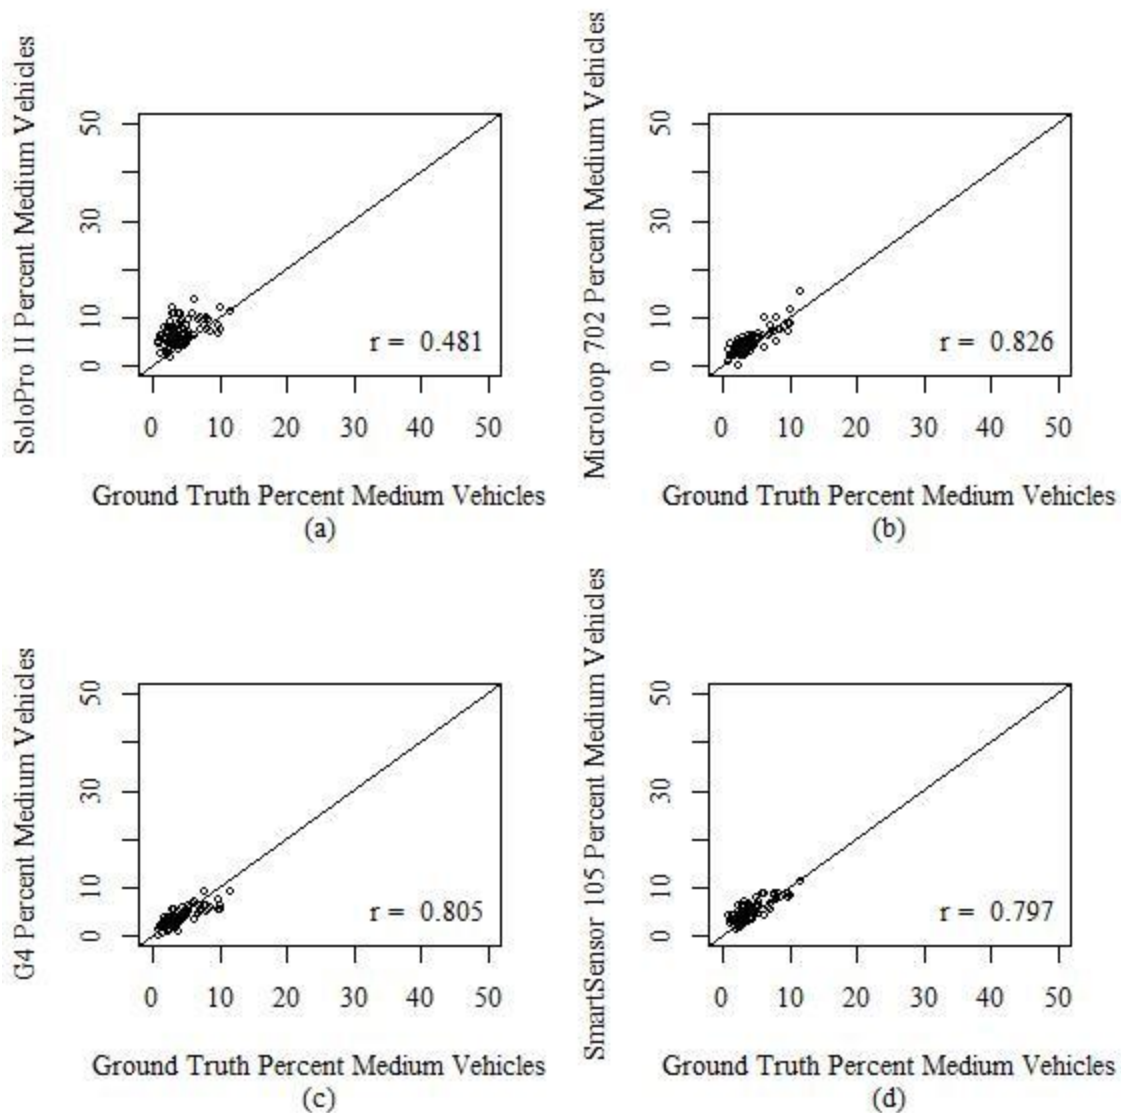 SoloPro II Percent Medium Vehicles
50
30
10
0
r = 0.481
0 10 20 30 40 50
Ground Truth Percent Medium Vehicles
(a)
Microloop 702 Percent Medium Vehicles
50
30
10
0
r = 0.826
0 10 20 30 40 50
Ground Truth Percent Medium Vehicles
(b)
G4 Percent Medium Vehicles
50
30
10
0
r = 0.805
0 10 20 30 40 50
Ground Truth Percent Medium Vehicles
(c)
SmartSensor 105 Percent Medium Vehicles
50
30
10
0
r = 0.797
0 10 20 30 40 50
Ground Truth Percent Medium Vehicles
(d)